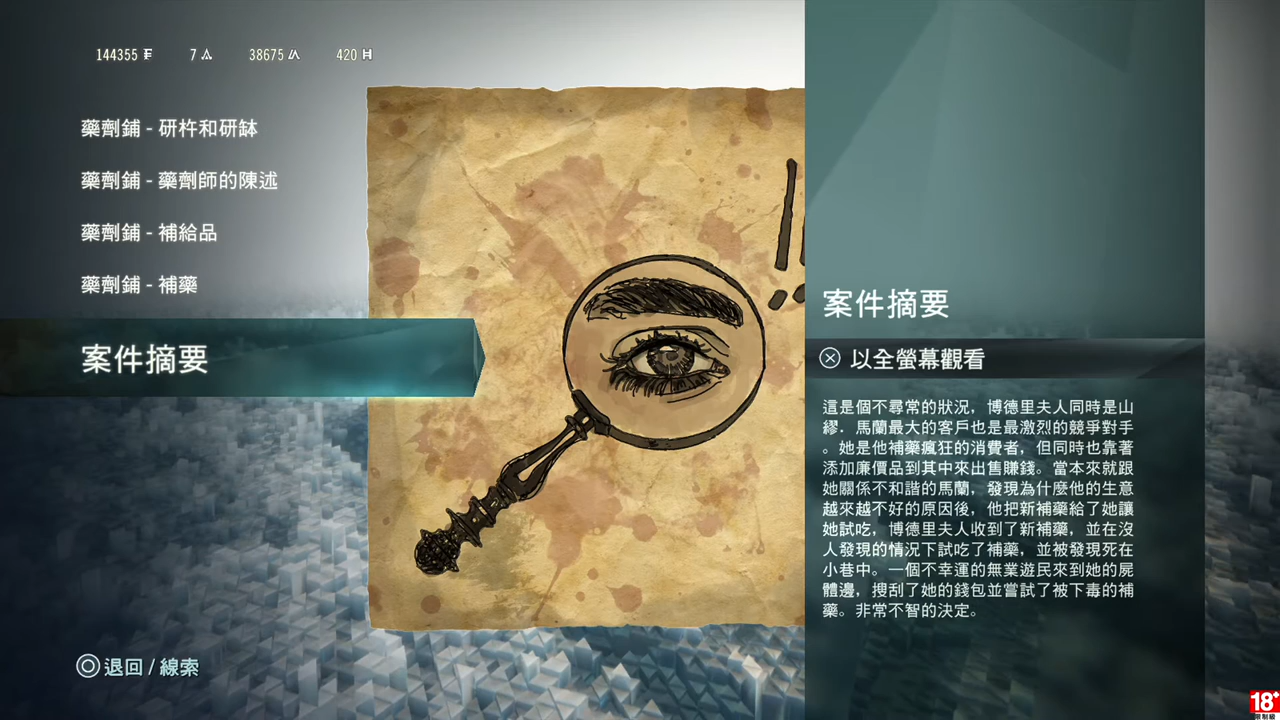 144355 7 38675 420
藥劑鋪 - 研杵和研缽
藥劑鋪 - 藥劑師的陳述
藥劑鋪 - 補給品
藥劑鋪 - 補藥
案件摘要
退回 / 線索
!!
案件摘要
以全螢幕觀看
這是個不尋常的狀況，博德里夫人同時是山
繆．馬蘭最大的客戶也是最激烈的競爭對手
。她是他補藥瘋狂的消費者，但同時也靠著
添加廉價品到其中來出售賺錢。當本來就跟
她關係不和諧的馬蘭，發現為什麼他的生意
越來越不好的原因後，他把新補藥給了她讓
她試吃，博德里夫人收到了新補藥，並在沒
人發現的情況下試吃了補藥，並被發現死在
小巷中。一個不幸運的無業遊民來到她的屍
體邊，搜刮了她的錢包並嘗試了被下毒的補
藥。非常不智的決定。
18+